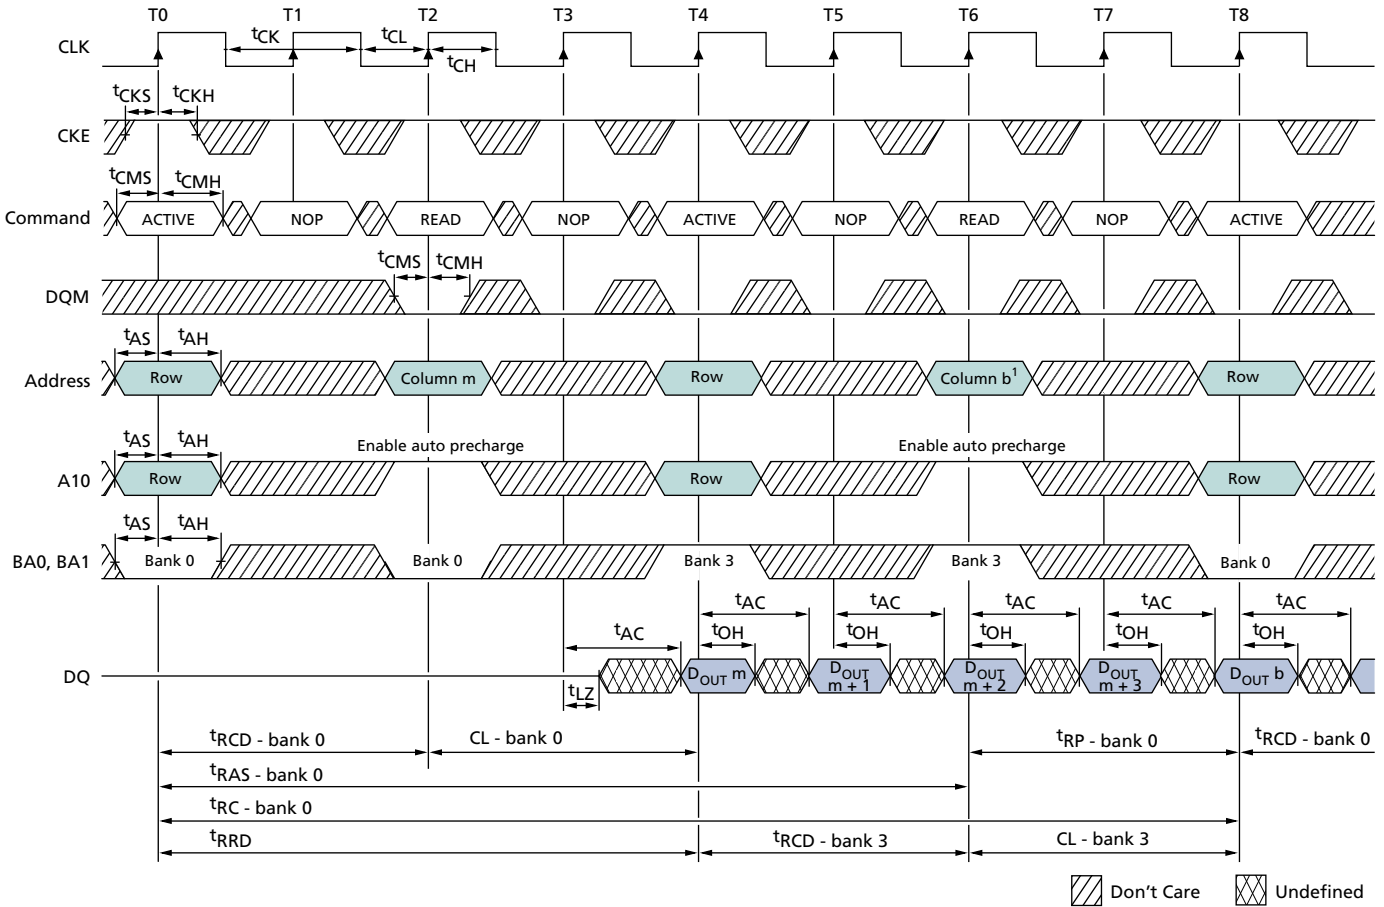 T0 T1 T2 T3 T4 T5 T6 T7 T8
CLK
tCK tCL
tCH
tCKS tCKH
CKE
tCMS tCMH
Command ACTIVE NOP READ NOP ACTIVE NOP READ NOP ACTIVE
tCMS tCMH
DQM
tAS tAH
Address Row Column m Row Column b1 Row
tAS tAH Enable auto precharge Enable auto precharge
A10 Row Row Row
tAS tAH
BA0, BA1 Bank 0 Bank 0 Bank 3 Bank 3 Bank 0
tAC tAC tAC tAC tAC
tAC tOH tOH tOH tOH tOH
DQ DOUT m DOUT m + 1 DOUT m + 2 DOUT m + 3 DOUT b
tLZ
tRCD - bank 0 CL - bank 0 tRP - bank 0 tRCD - bank 0
tRAS - bank 0
tRC - bank 0
tRRD tRCD - bank 3 CL - bank 3
Don't Care Undefined